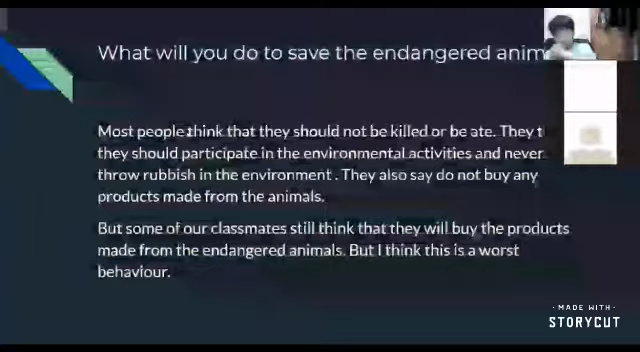 What will you do to save the endangered anim
Most people think that they should not be killed or be ate. They t
they should participate in the environmental activities and never
throw rubbish in the environment . They also say do not buy any
products made from the animals.
But some of our classmates still think that they will buy the products
made from the endangered animals. But I think this is a worst
behaviour.
- MADE WITH -
STORYCUT